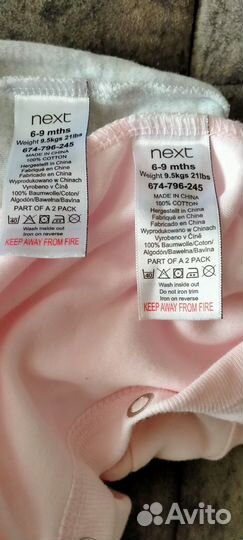 next
6-9 mths
Weight 9.5kgs 21lbs
674-796-245
MADE IN CHINA
100% COTTON
Hergestellt in China
Fabriqué en Chine
Fabricado en China
Wyprodukowano w Chinach
Vyrobeno v Číně
100% Baumwolle/Coton/
Algodón/Bawełna/Bavlna
PART OF A 2 PACK
40
Wash inside out
Iron on reverse
KEEP AWAY FROM FIRE
next
6-9 mths
Weight 9.5kgs 21lbs
674-796-245
MADE IN CHINA
100% COTTON
Hergestellt in China
Fabriqué en Chine
Fabricado en China
Wyprodukowano w Chinach
Vyrobeno v Číně
100% Baumwolle/Coton/
Algodón/Bawełna/Bavlna
PART OF A 2 PACK
40
Wash inside out
Do not iron trim
Iron on reverse
KEEP AWAY FROM FIRE
Avito